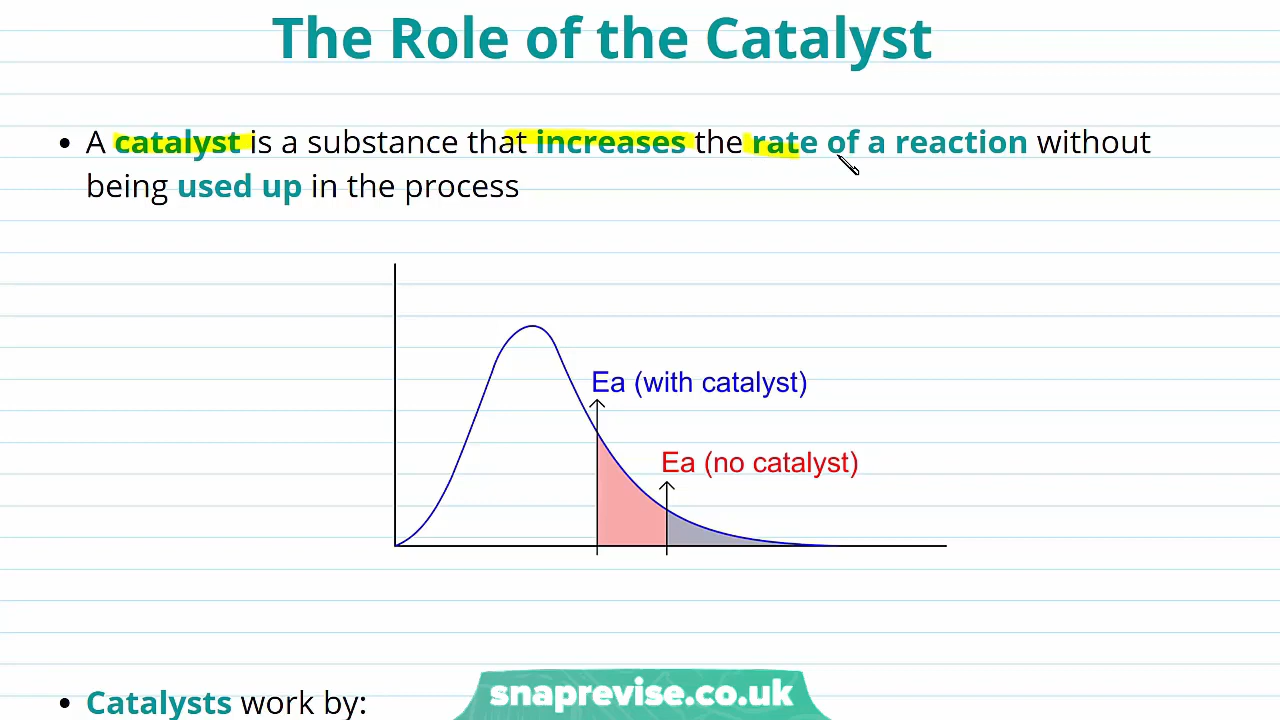 The Role of the Catalyst
• A catalyst is a substance that increases the rate of a reaction without
being used up in the process
Ea (with catalyst)
Ea (no catalyst)
• Catalysts work by:
snaprevise.co.uk